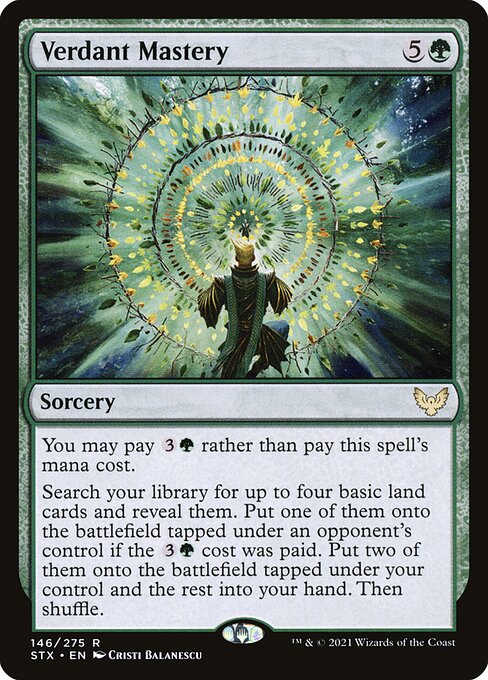 Verdant Mastery 5
Sorcery
You may pay 3 rather than pay this spell's
mana cost.
Search your library for up to four basic land
cards and reveal them. Put one of them onto
the battlefield tapped under an opponent's
control if the 3 cost was paid. Put two of
them onto the battlefield tapped under your
control and the rest into your hand. Then
shuffle.
146/275 R
STX • EN Cristi Balanescu
™ & © 2021 Wizards of the Coast